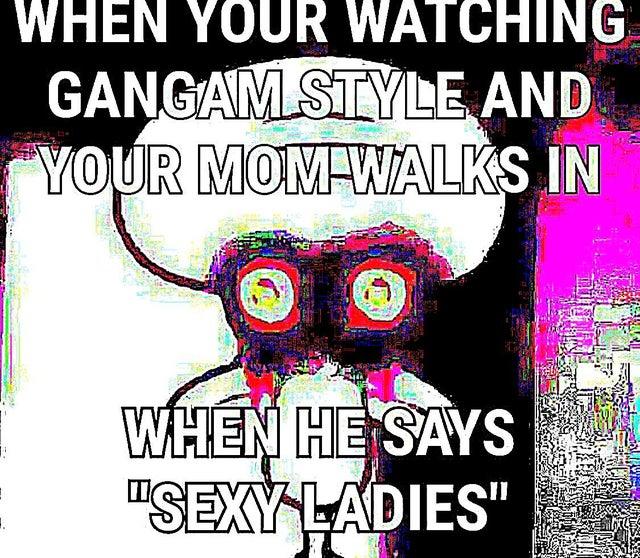 WHEN YOUR WATCHING
GANGAM STYLE AND
YOUR MOM WALKS IN
WHEN HE SAYS
"SEXY LADIES"